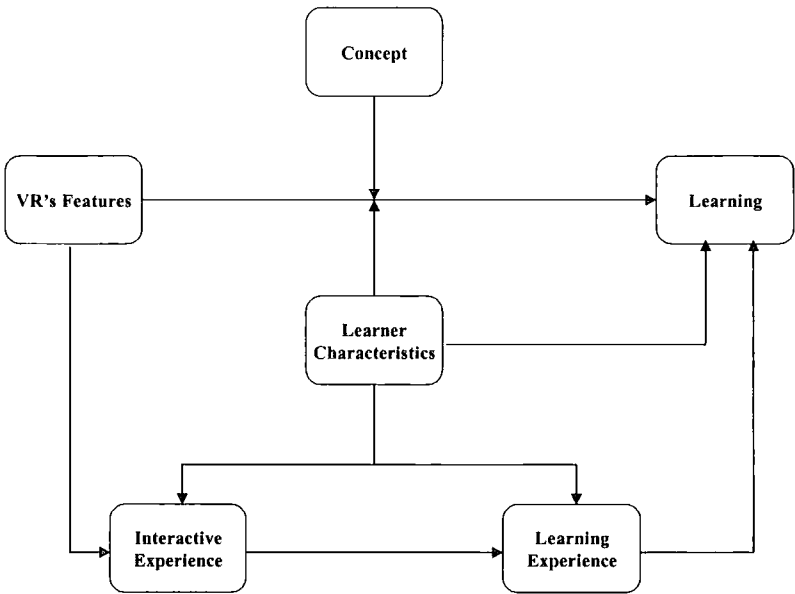 Concept
VR's Features
Learning
Learner
Characteristics
Interactive
Experience
Learning
Experience